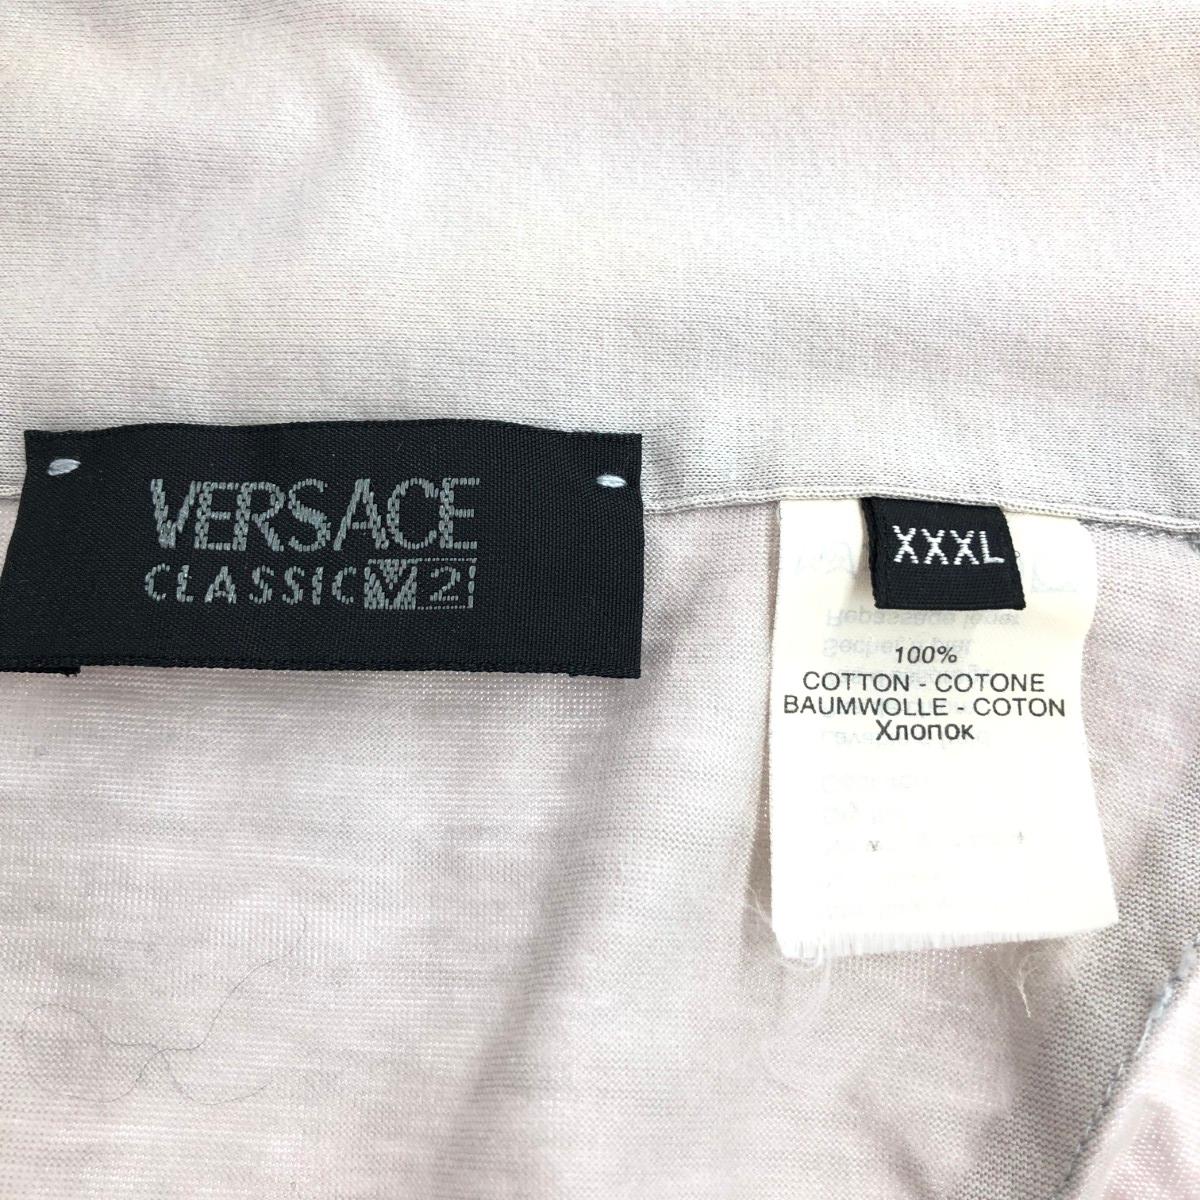 VERSACE
CLASSIC V2
XXXL
100%
COTTON - COTONE
BAUMWOLLE - COTON
Хлопок